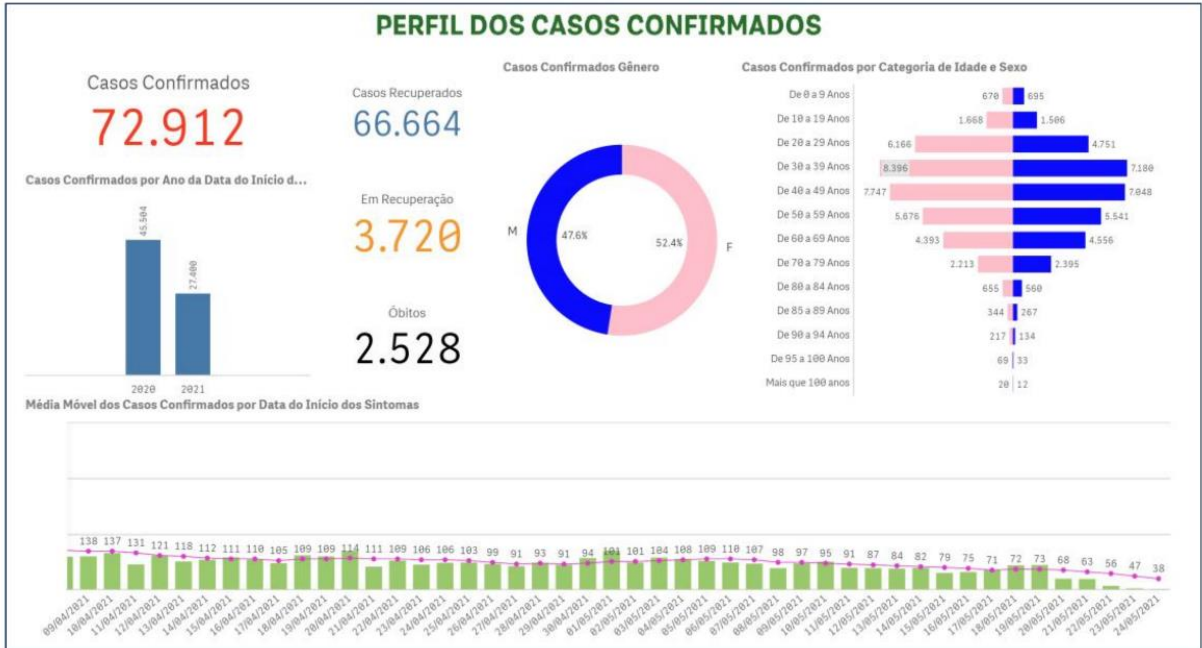 PERFIL DOS CASOS CONFIRMADOS
Casos Confirmados
72.912
Casos Recuperados
66.664
Em Recuperação
3.720
Óbitos
2.528
Casos Confirmados por Ano da Data do Início d...
45.504
27.400
2020 2021
Casos Confirmados Gênero
M 47.6% 52.4% F
Casos Confirmados por Categoria de Idade e Sexo
De 0 a 9 Anos 670 695
De 10 a 19 Anos 1.668 1.506
De 20 a 29 Anos 6.166 4.751
De 30 a 39 Anos 8.396 7.180
De 40 a 49 Anos 7.747 7.048
De 50 a 59 Anos 5.676 5.541
De 60 a 69 Anos 4.393 4.556
De 70 a 79 Anos 2.213 2.395
De 80 a 84 Anos 655 560
De 85 a 89 Anos 344 267
De 90 a 94 Anos 217 134
De 95 a 100 Anos 69 33
Mais que 100 anos 20 12
Média Móvel dos Casos Confirmados por Data do Início dos Sintomas
138 137 131 121 118 112 111 110 105 109 109 114 111 109 106 106 103 99 91 93 91 94 101 101 104 108 109 110 107 98 97 95 91 87 84 82 79 75 71 72 73 68 63 56 47 38
09/04/2021 10/04/2021 11/04/2021 12/04/2021 13/04/2021 14/04/2021 15/04/2021 16/04/2021 17/04/2021 18/04/2021 19/04/2021 20/04/2021 21/04/2021 22/04/2021 23/04/2021 24/04/2021 25/04/2021 26/04/2021 27/04/2021 28/04/2021 29/04/2021 30/04/2021 01/05/2021 02/05/2021 03/05/2021 04/05/2021 05/05/2021 06/05/2021 07/05/2021 08/05/2021 09/05/2021 10/05/2021 11/05/2021 12/05/2021 13/05/2021 14/05/2021 15/05/2021 16/05/2021 17/05/2021 18/05/2021 19/05/2021 20/05/2021 21/05/2021 22/05/2021 23/05/2021 24/05/2021